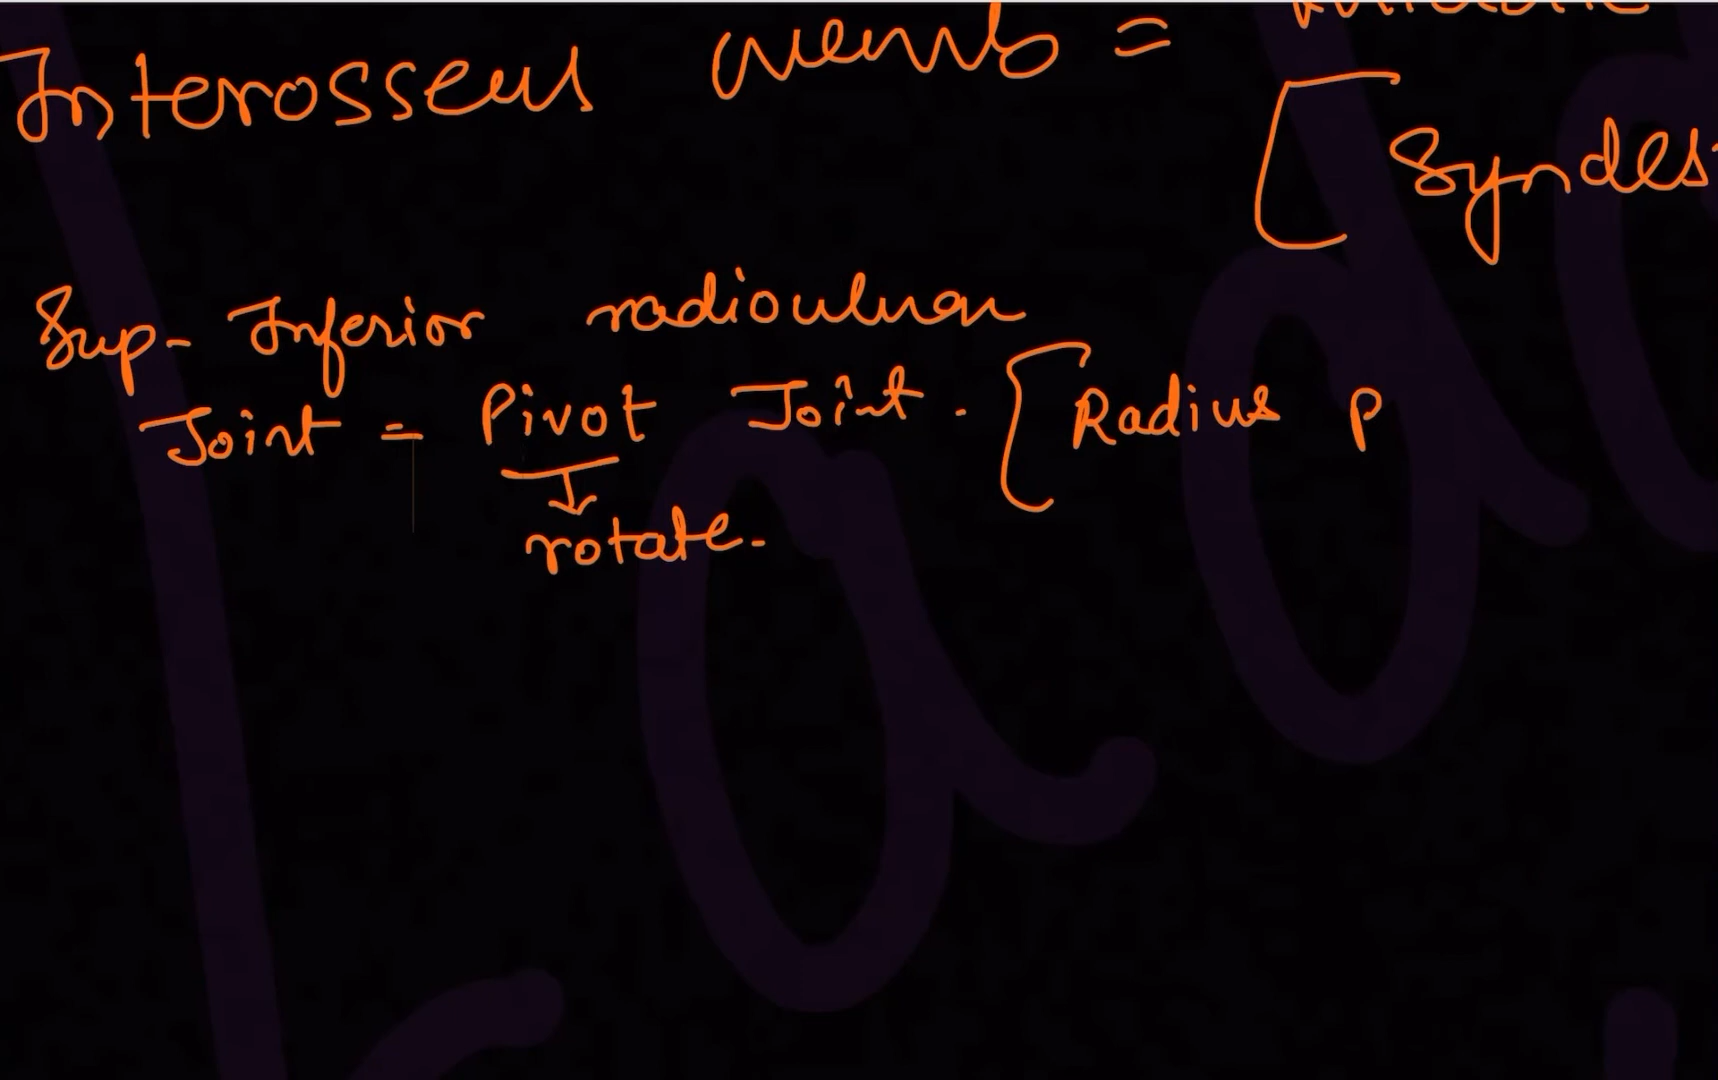 Interosseus memb =
[ Syndes
Sup- Inferior radioulnar
Joint = Pivot Joint. [ Radius P
↓
rotate.